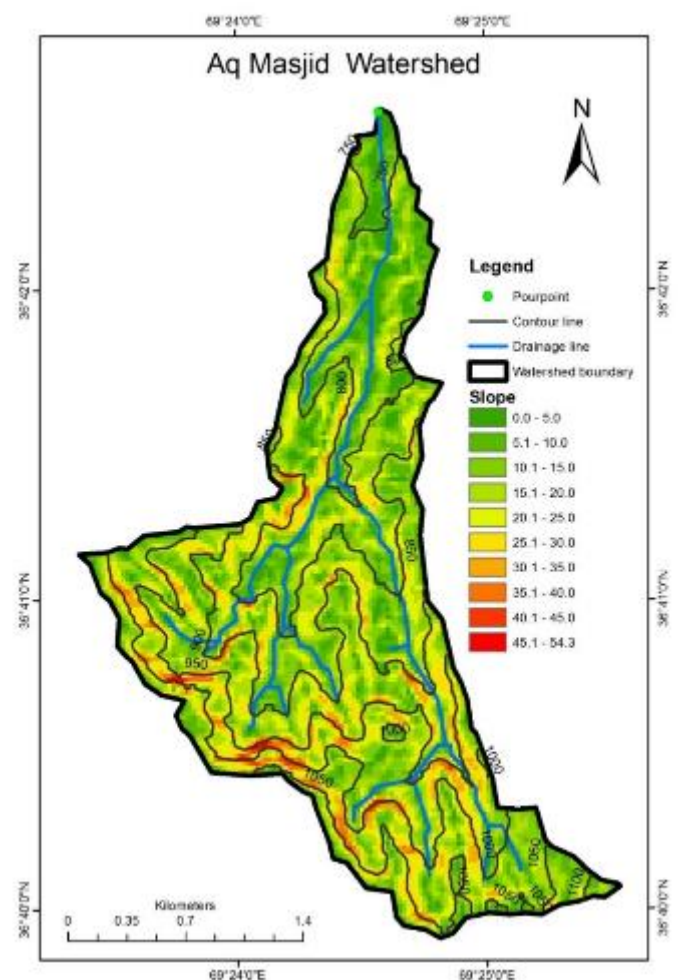 69°24'0"E 69°25'0"E
Aq Masjid Watershed
N
750
750
36°42'0"N 36°42'0"N
Legend
Pourpoint
Contour line
Drainage line
Watershed boundary
Slope
0.0 - 5.0
5.1 - 10.0
10.1 - 15.0
15.1 - 20.0
20.1 - 25.0
25.1 - 30.0
30.1 - 35.0
35.1 - 40.0
40.1 - 45.0
45.1 - 54.3
800
850
850
36°41'0"N 36°41'0"N
900
950
1000
1050
1050
1050
1100
36°40'0"N 36°40'0"N
Kilometers
0 0.35 0.7 1.4
69°24'0"E 69°25'0"E